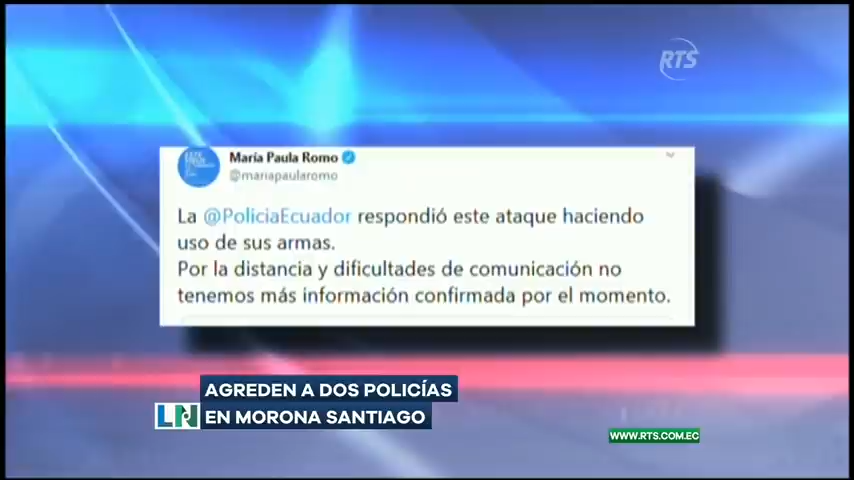 RTS
María Paula Romo
@mariapaularomo
La @PoliciaEcuador respondió este ataque haciendo
uso de sus armas.
Por la distancia y dificultades de comunicación no
tenemos más información confirmada por el momento.
AGREDEN A DOS POLICÍAS
LN EN MORONA SANTIAGO
WWW.RTS.COM.EC